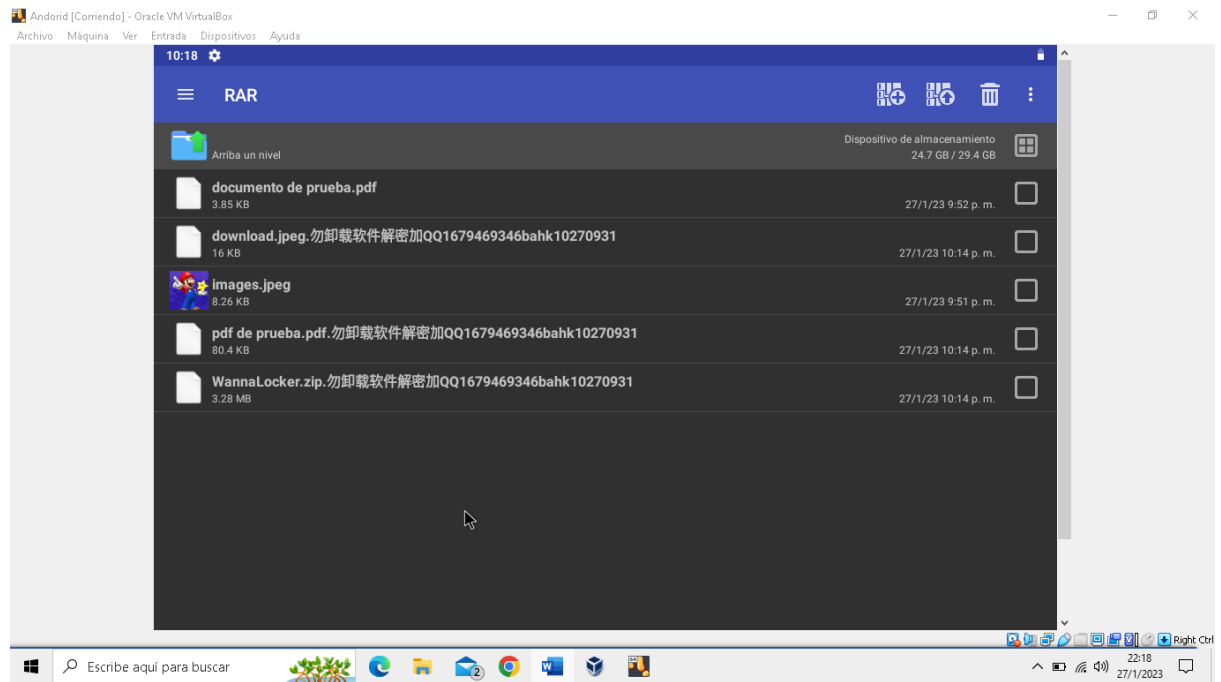 Andorid [Corriendo] - Oracle VM VirtualBox
Archivo Máquina Ver Entrada Dispositivos Ayuda
10:18
RAR
Arriba un nivel
Dispositivo de almacenamiento
24.7 GB / 29.4 GB
documento de prueba.pdf
3.85 KB
27/1/23 9:52 p. m.
download.jpeg.勿卸载软件解密加QQ1679469346bahk10270931
16 KB
27/1/23 10:14 p. m.
images.jpeg
8.26 KB
27/1/23 9:51 p. m.
pdf de prueba.pdf.勿卸载软件解密加QQ1679469346bahk10270931
80.4 KB
27/1/23 10:14 p. m.
WannaLocker.zip.勿卸载软件解密加QQ1679469346bahk10270931
3.28 MB
27/1/23 10:14 p. m.
Right Ctrl
Escribe aquí para buscar
2
22:18
27/1/2023